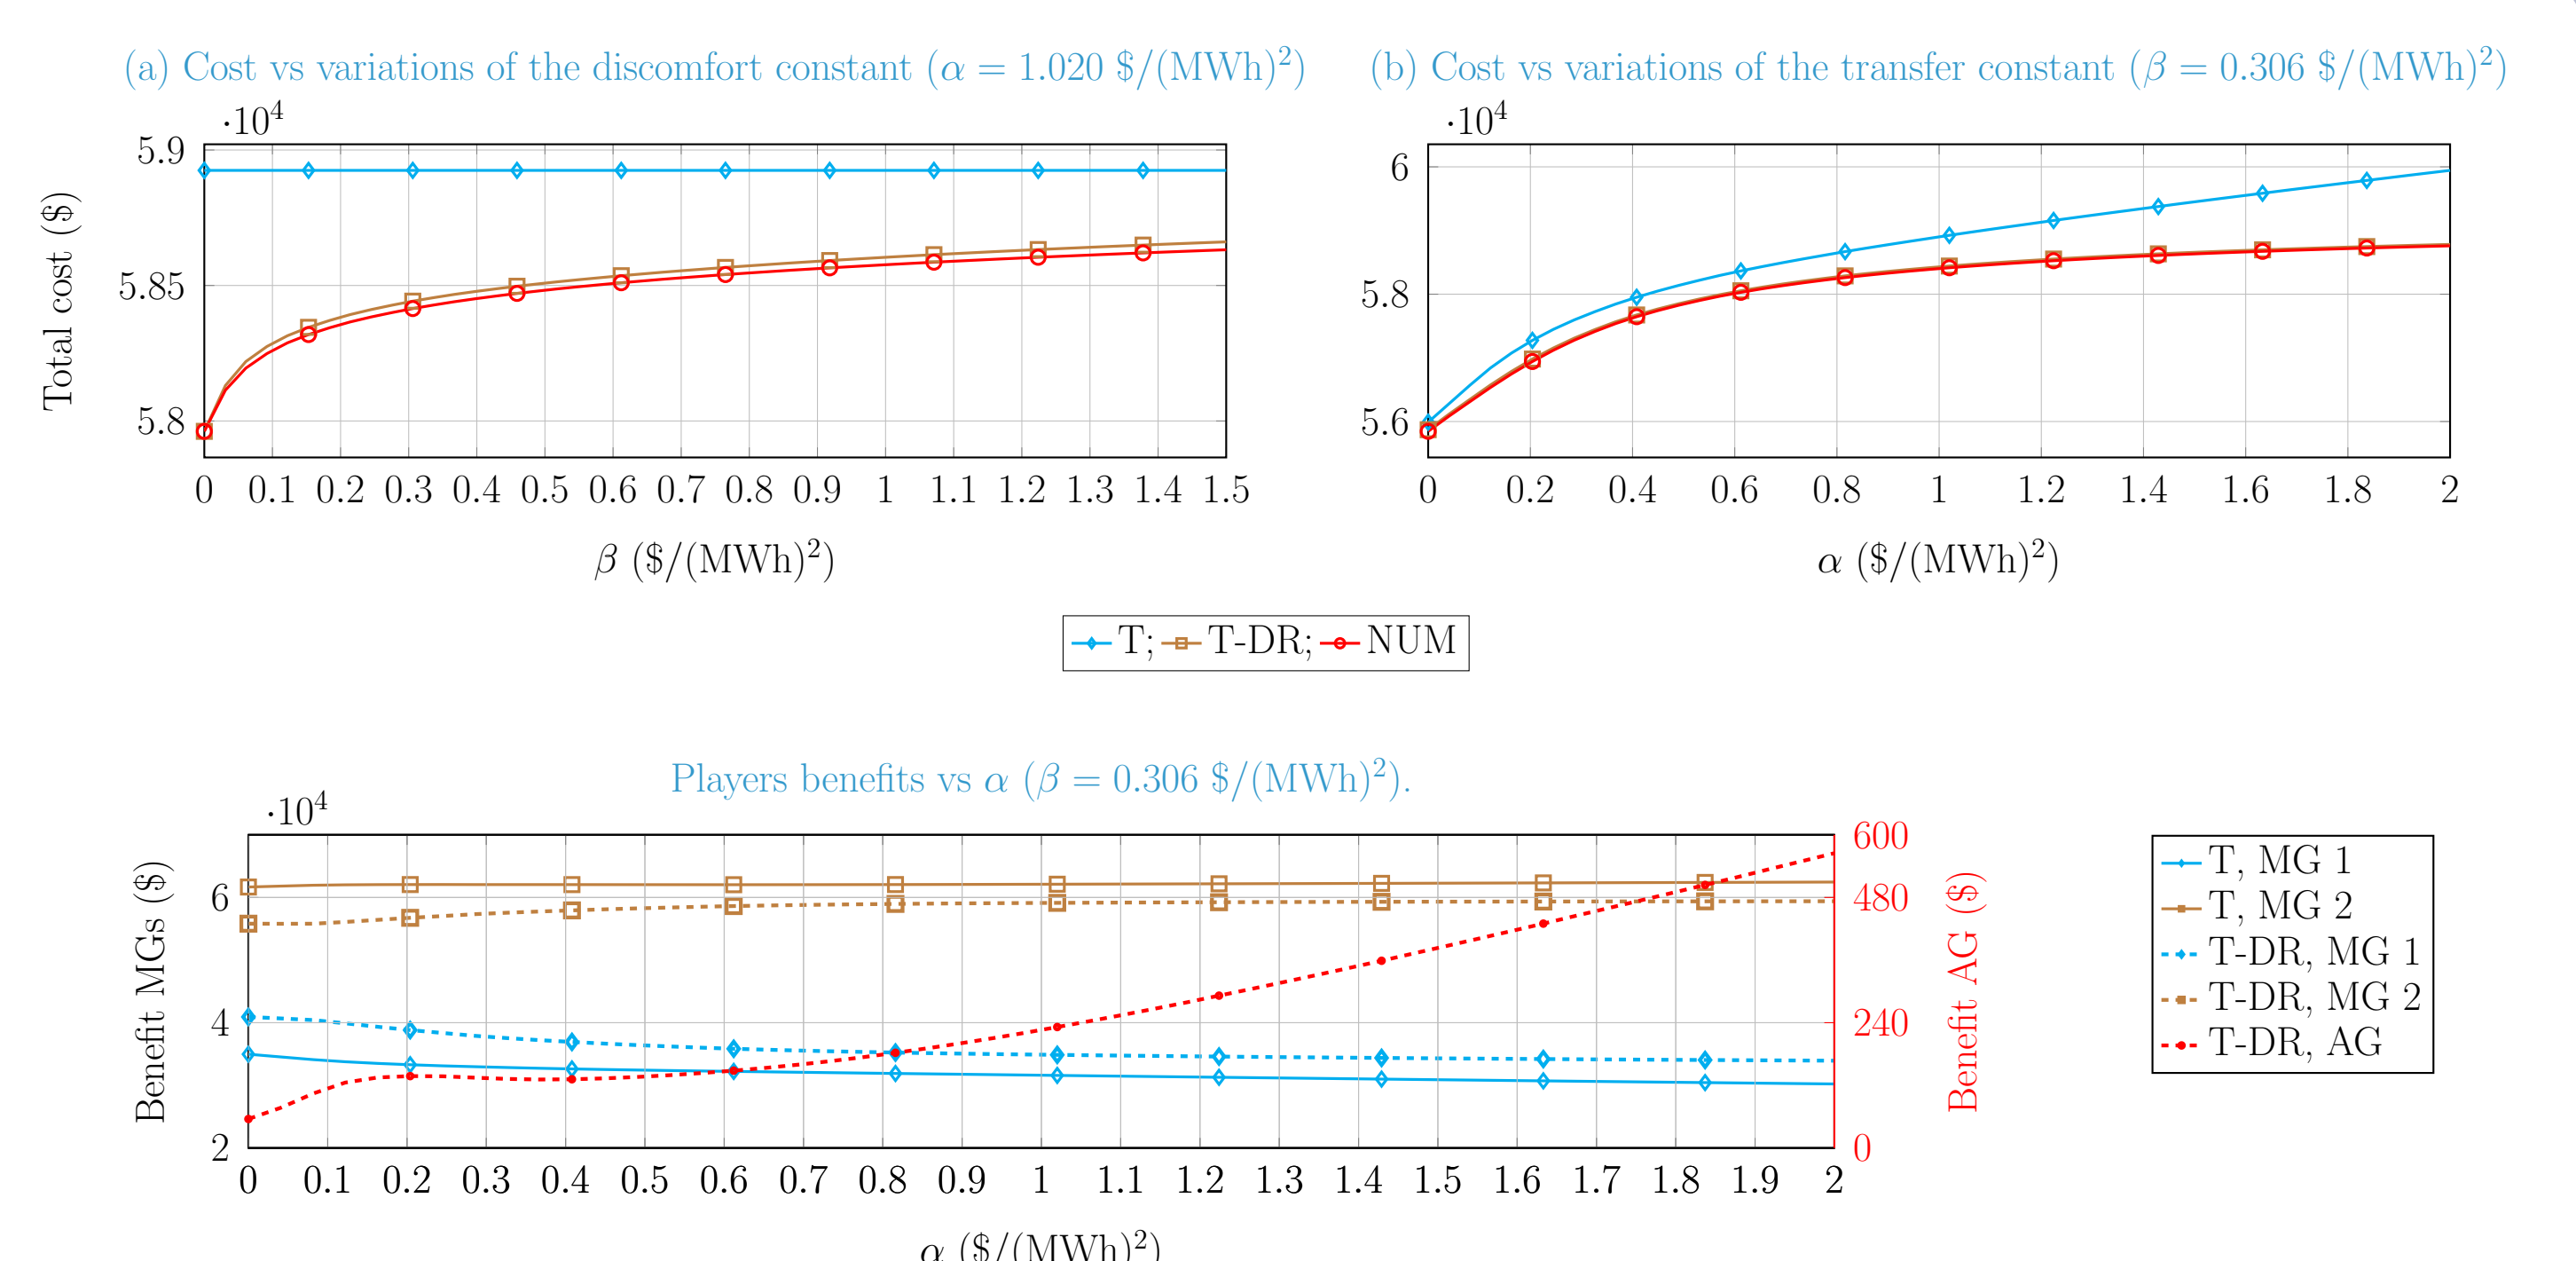 (a) Cost vs variations of the discomfort constant (α = 1.020 $/(MWh)²)
(b) Cost vs variations of the transfer constant (β = 0.306 $/(MWh)²)
·10⁴
5.9
5.85
5.8
Total cost ($)
0 0.1 0.2 0.3 0.4 0.5 0.6 0.7 0.8 0.9 1 1.1 1.2 1.3 1.4 1.5
β ($/(MWh)²)
·10⁴
6
5.8
5.6
0 0.2 0.4 0.6 0.8 1 1.2 1.4 1.6 1.8 2
α ($/(MWh)²)
T; T-DR; NUM
Players benefits vs α (β = 0.306 $/(MWh)²).
·10⁴
6
4
2
Benefit MGs ($)
600
480
240
0
Benefit AG ($)
0 0.1 0.2 0.3 0.4 0.5 0.6 0.7 0.8 0.9 1 1.1 1.2 1.3 1.4 1.5 1.6 1.7 1.8 1.9 2
α ($/(MWh)²)
T, MG 1
T, MG 2
T-DR, MG 1
T-DR, MG 2
T-DR, AG